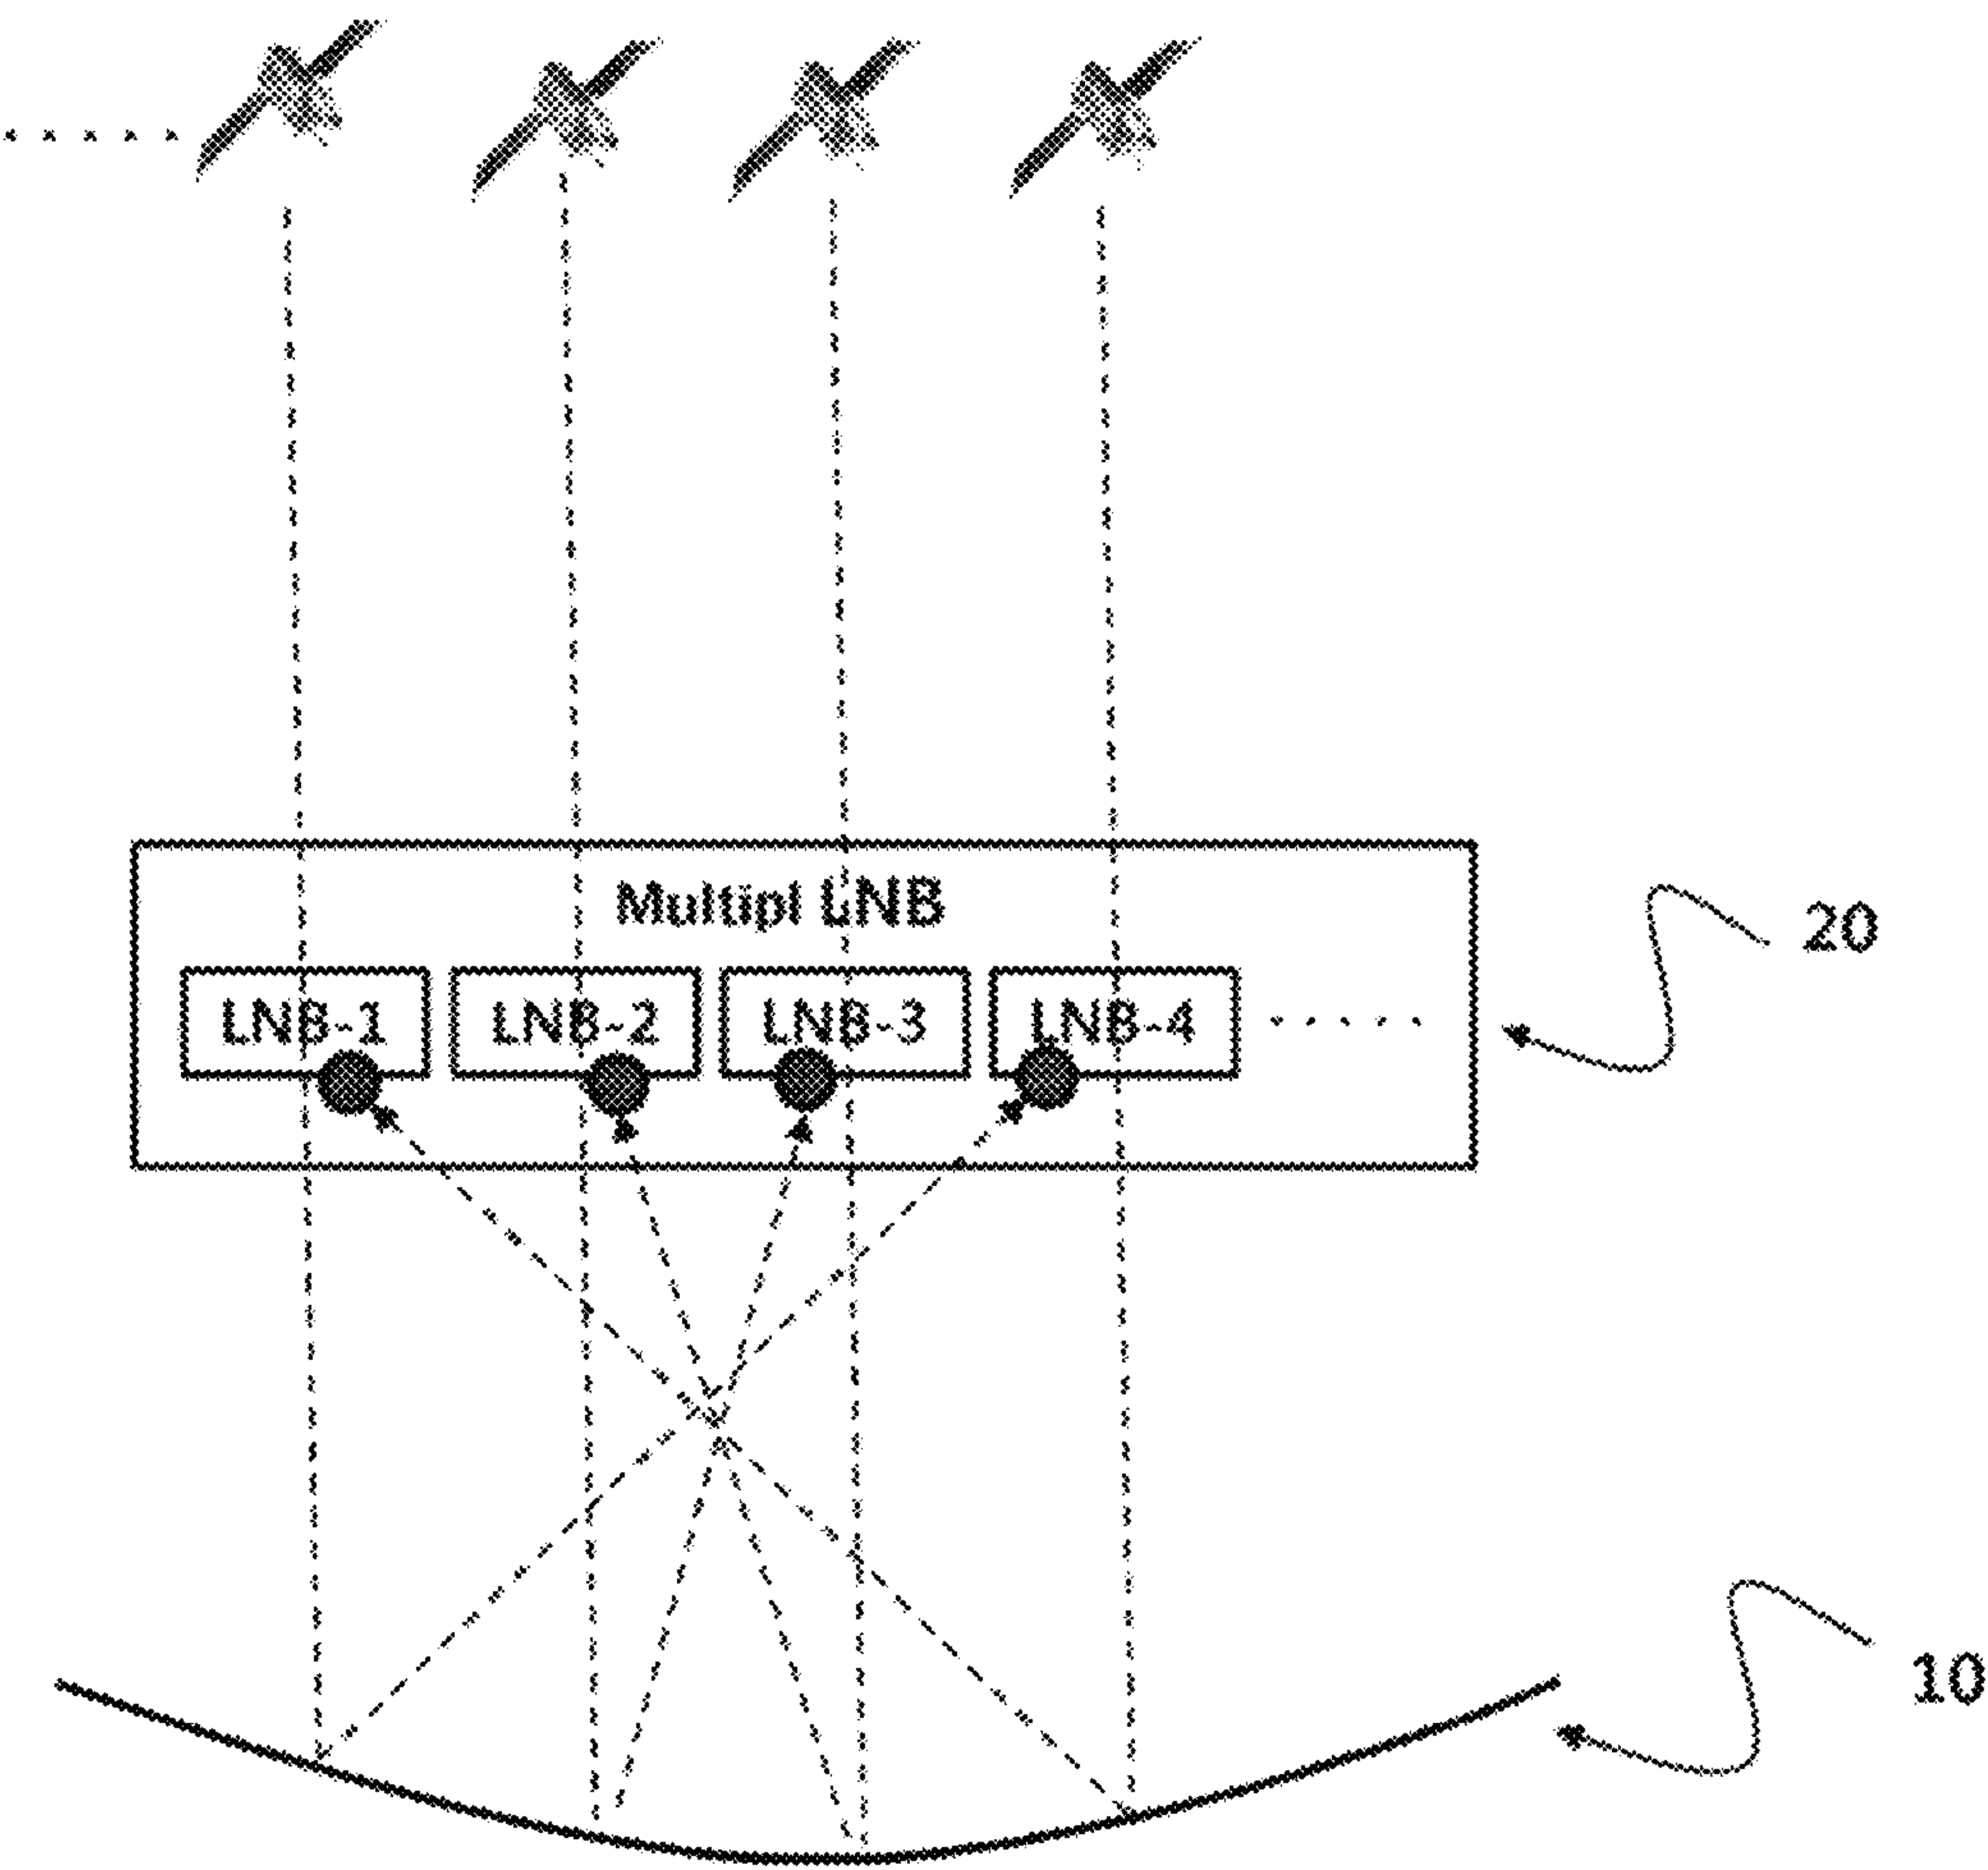 Multipl LNB
LNB-1 LNB-2 LNB-3 LNB-4 . . . . .
20
10